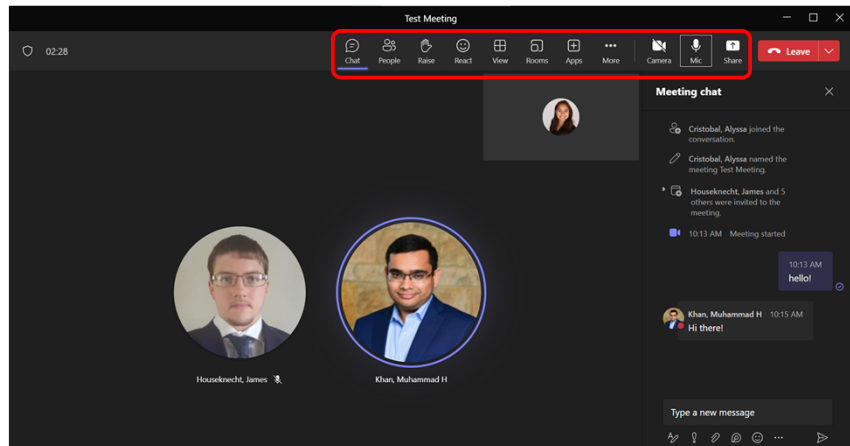 Test Meeting
02:28
Chat People Raise React View Rooms Apps More Camera Mic Share Leave
Meeting chat
Cristobal, Alyssa joined the
conversation.
Cristobal, Alyssa named the
meeting Test Meeting.
Houseknecht, James and 5
others were invited to the
meeting.
10:13 AM Meeting started
10:13 AM
hello!
Khan, Muhammad H 10:15 AM
Hi there!
Houseknecht, James
Khan, Muhammad H
Type a new message